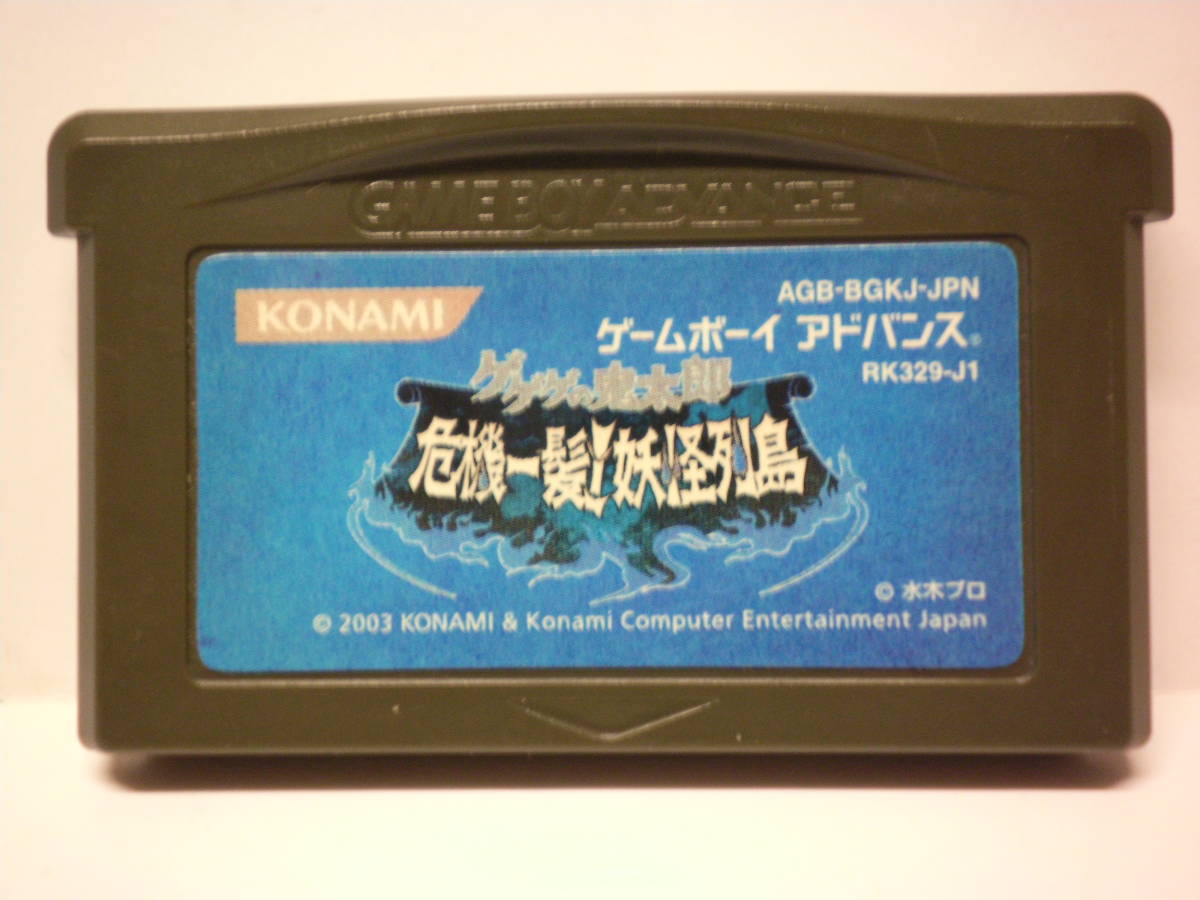 GAME BOY ADVANCE
KONAMI
AGB-BGKJ-JPN
ゲームボーイ アドバンス®
RK329-J1
ゲゲゲの鬼太郎
危機一髪!妖怪列島
© 水木プロ
© 2003 KONAMI & Konami Computer Entertainment Japan